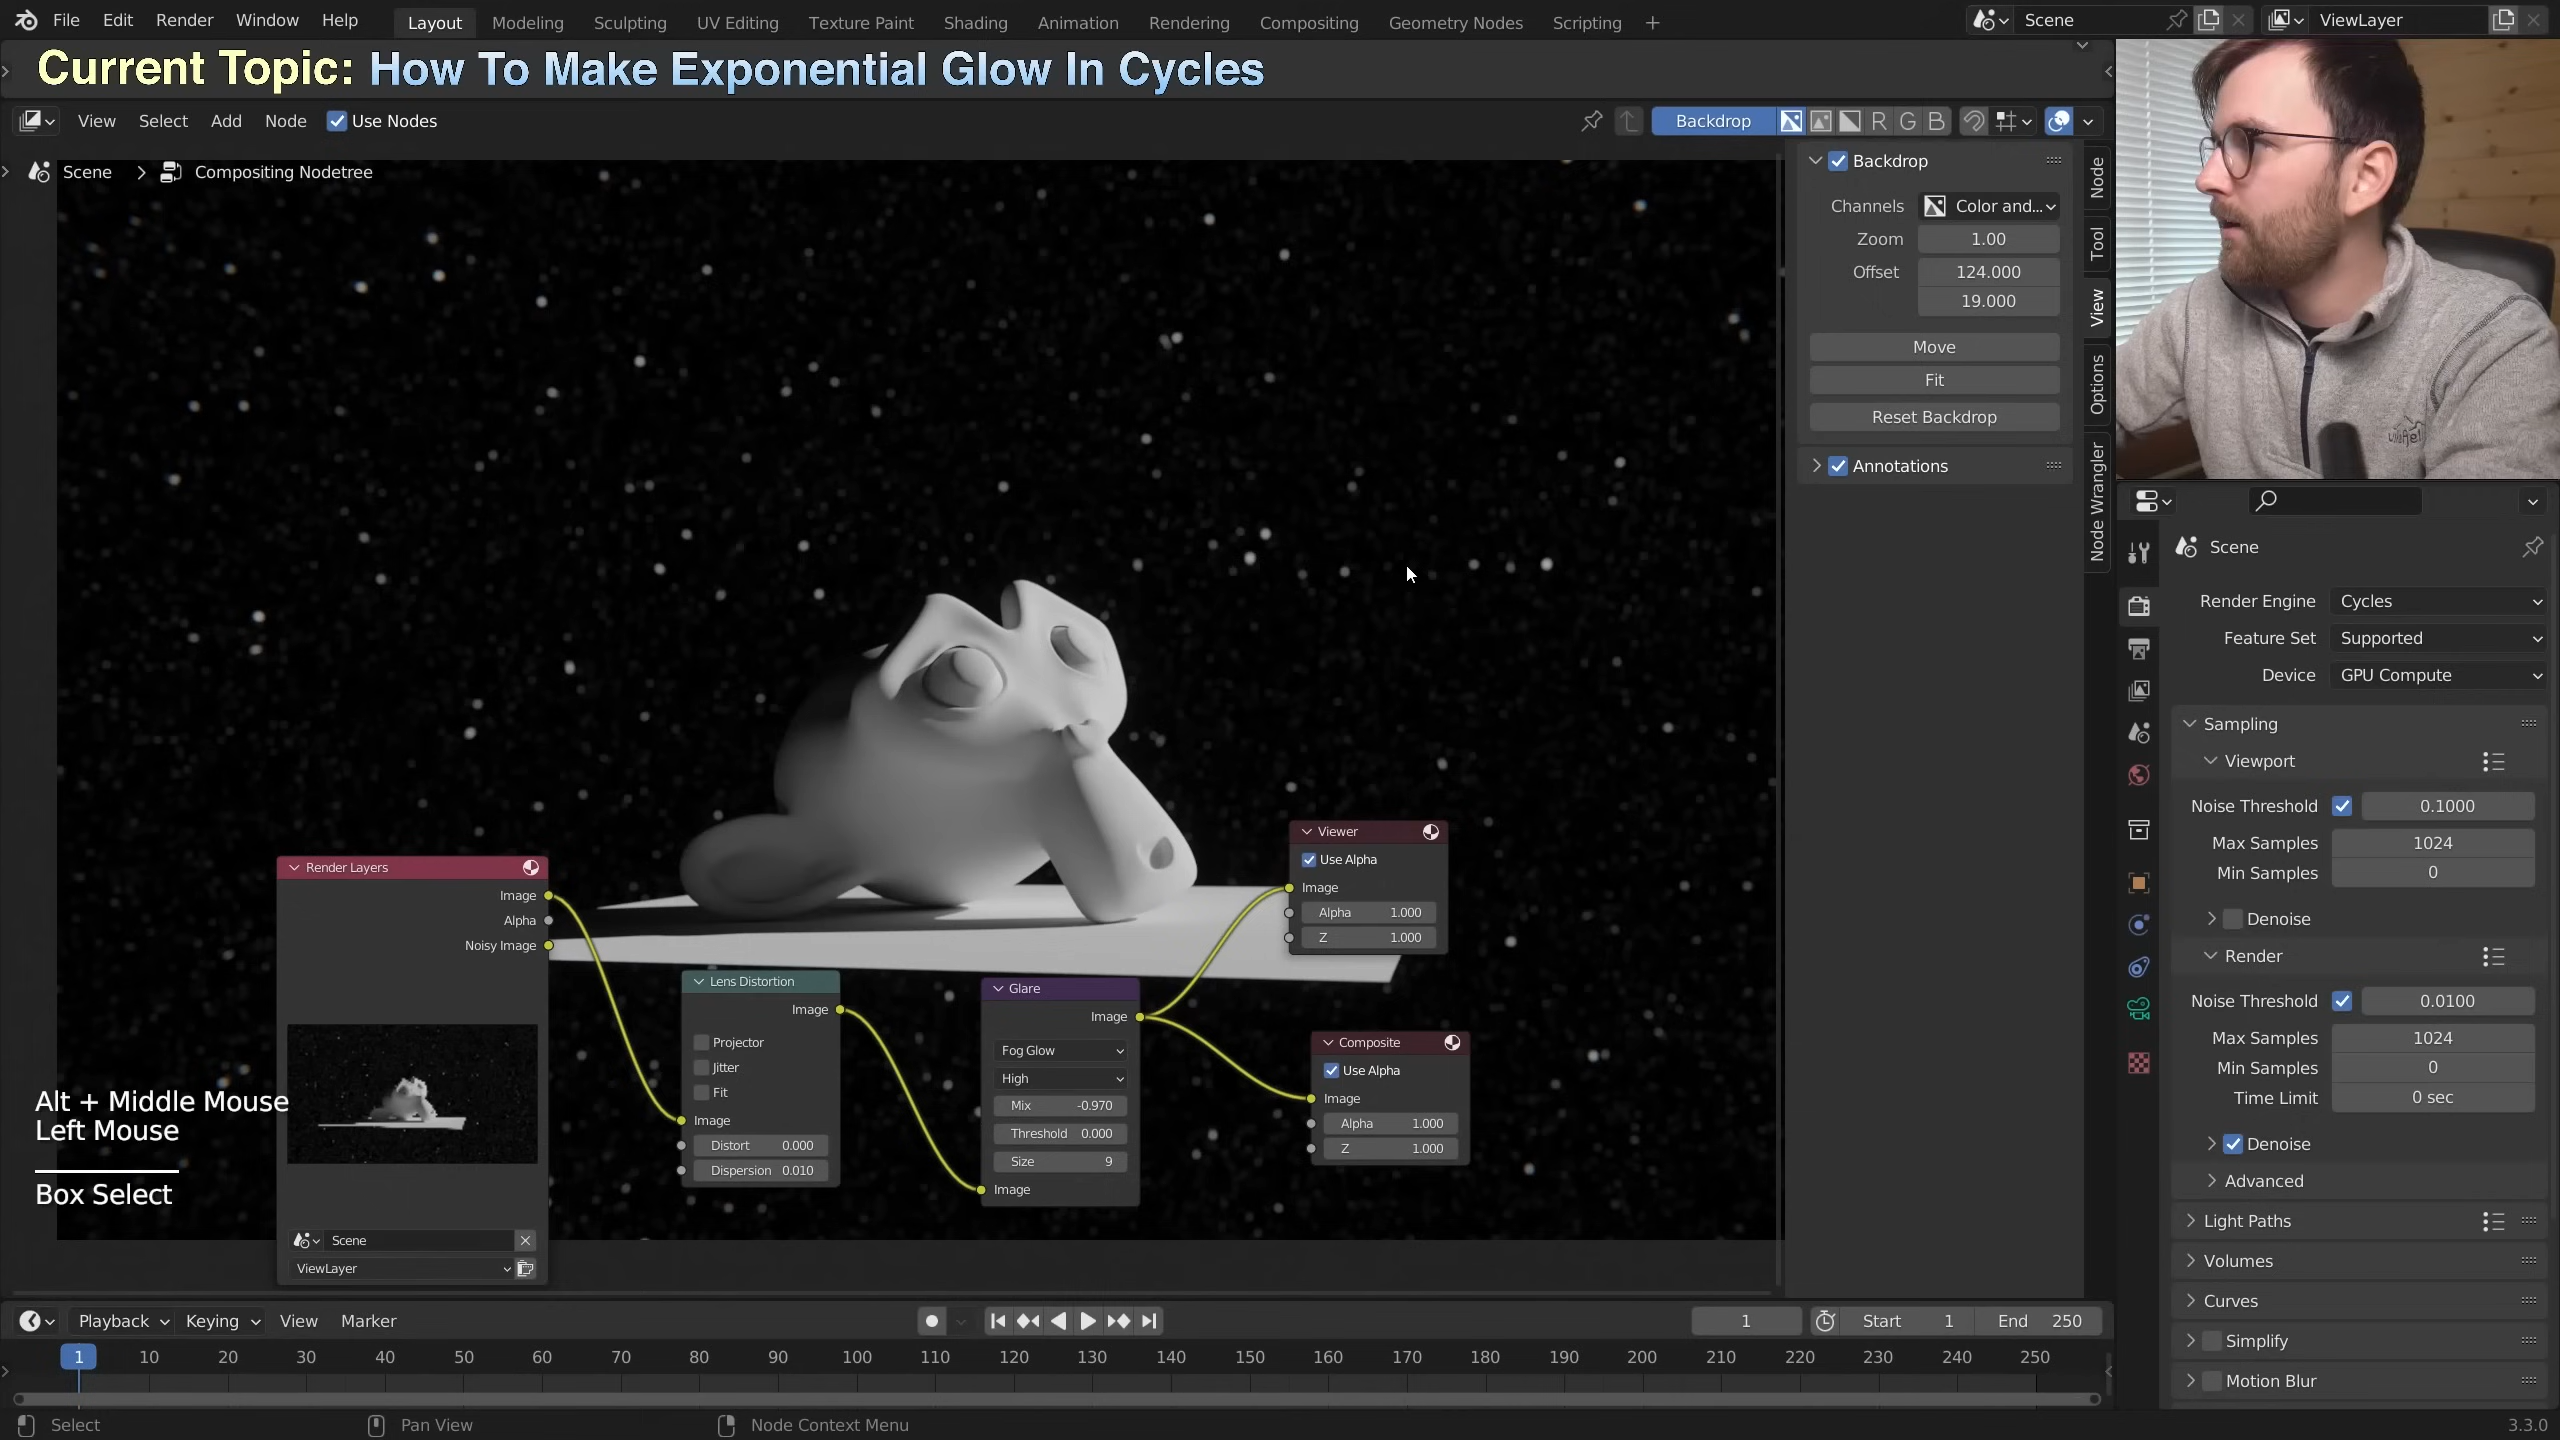 File Edit Render Window Help Layout Modeling Sculpting UV Editing Texture Paint Shading Animation Rendering Compositing Geometry Nodes Scripting + Scene ViewLayer
Current Topic: How To Make Exponential Glow In Cycles
View Select Add Node Use Nodes Backdrop R G B
Scene > Compositing Nodetree
Backdrop
Channels Color and...
Zoom 1.00
Offset 124.000
19.000
Move
Fit
Reset Backdrop
Annotations
Node
Tool
View
Options
Node Wrangler
Scene
Render Engine Cycles
Feature Set Supported
Device GPU Compute
Sampling
Viewport
Noise Threshold 0.1000
Max Samples 1024
Min Samples 0
Denoise
Render
Noise Threshold 0.0100
Max Samples 1024
Min Samples 0
Time Limit 0 sec
Denoise
Advanced
Light Paths
Volumes
Curves
Simplify
Motion Blur
Render Layers
Image
Alpha
Noisy Image
Scene
ViewLayer
Lens Distortion
Image
Projector
Jitter
Fit
Image
Distort 0.000
Dispersion 0.010
Glare
Image
Fog Glow
High
Mix -0.970
Threshold 0.000
Size 9
Image
Viewer
Use Alpha
Image
Alpha 1.000
Z 1.000
Composite
Use Alpha
Image
Alpha 1.000
Z 1.000
Alt + Middle Mouse
Left Mouse
Box Select
Playback Keying View Marker 1 Start 1 End 250
1 10 20 30 40 50 60 70 80 90 100 110 120 130 140 150 160 170 180 190 200 210 220 230 240 250
Select Pan View Node Context Menu 3.3.0